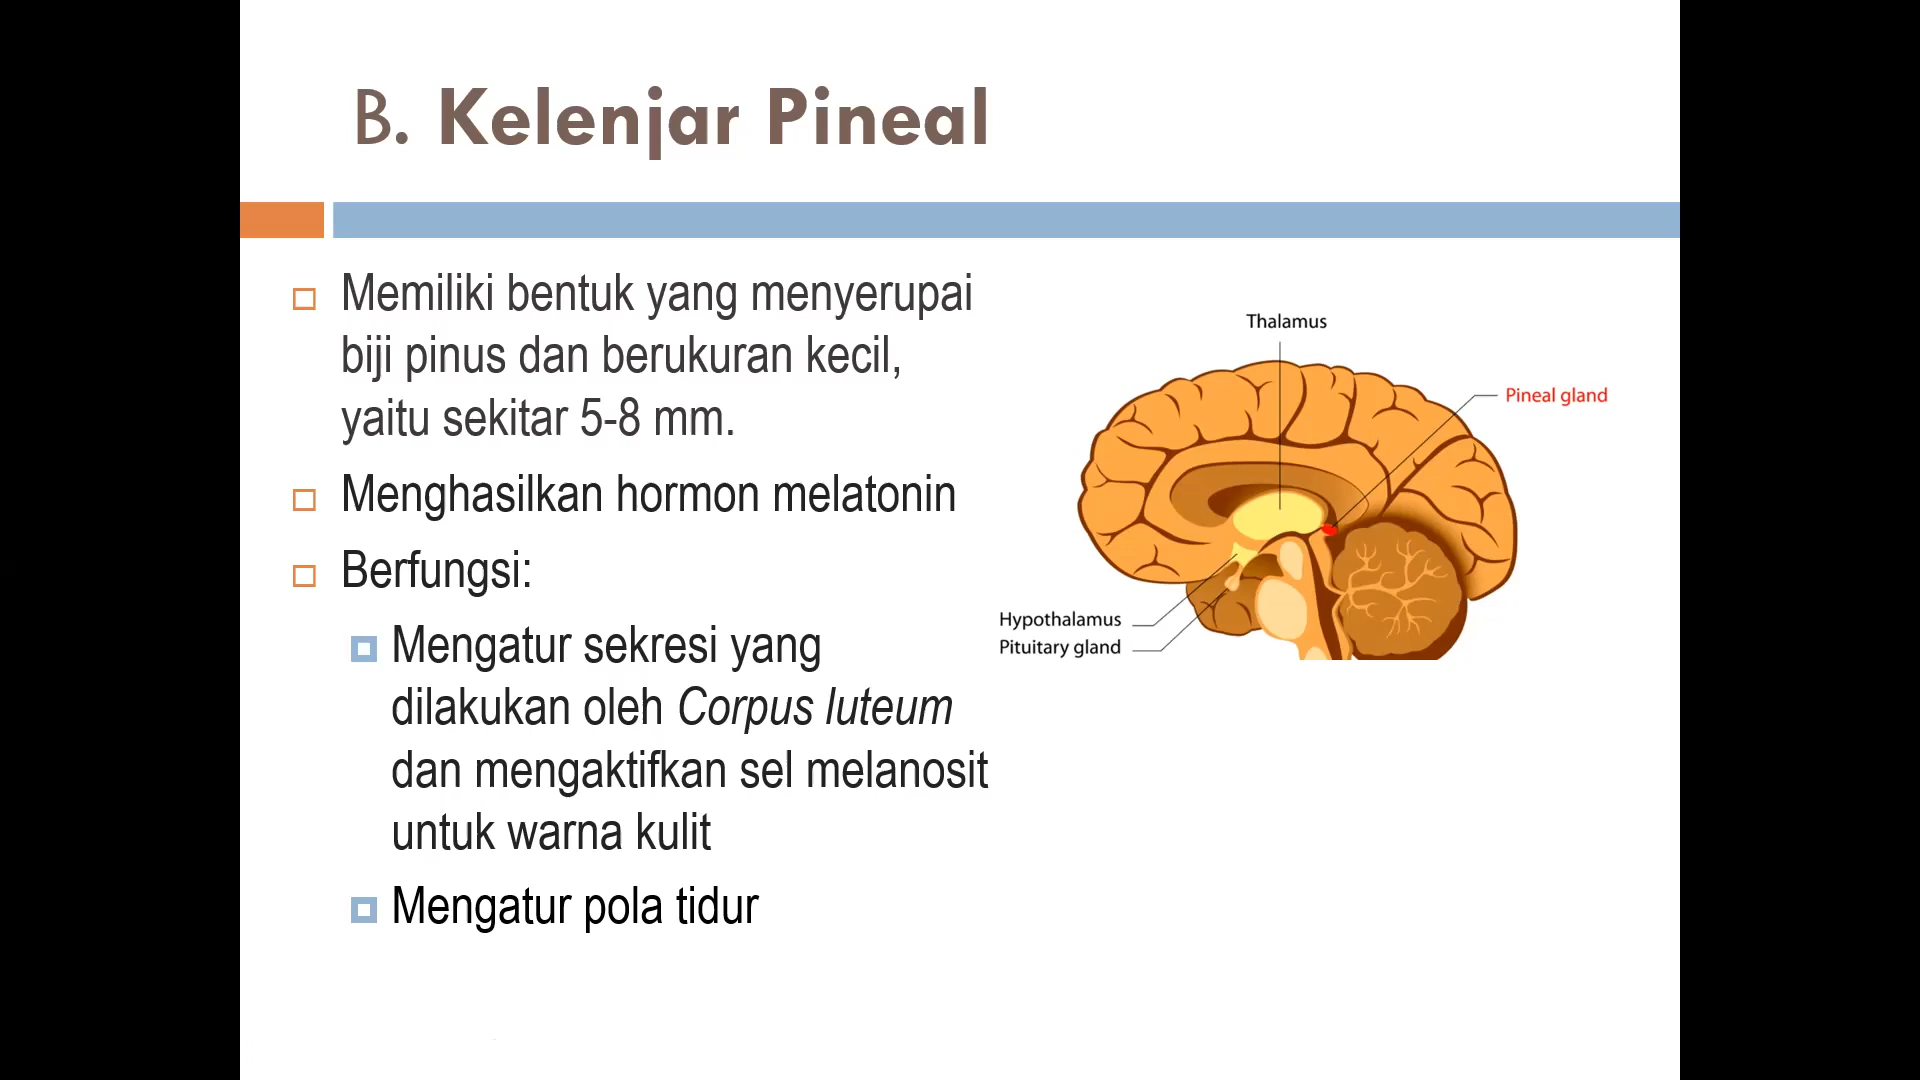 B. Kelenjar Pineal
Memiliki bentuk yang menyerupai
biji pinus dan berukuran kecil,
yaitu sekitar 5-8 mm.
Menghasilkan hormon melatonin
Berfungsi:
Mengatur sekresi yang
dilakukan oleh Corpus luteum
dan mengaktifkan sel melanosit
untuk warna kulit
Mengatur pola tidur
Thalamus
Pineal gland
Hypothalamus
Pituitary gland